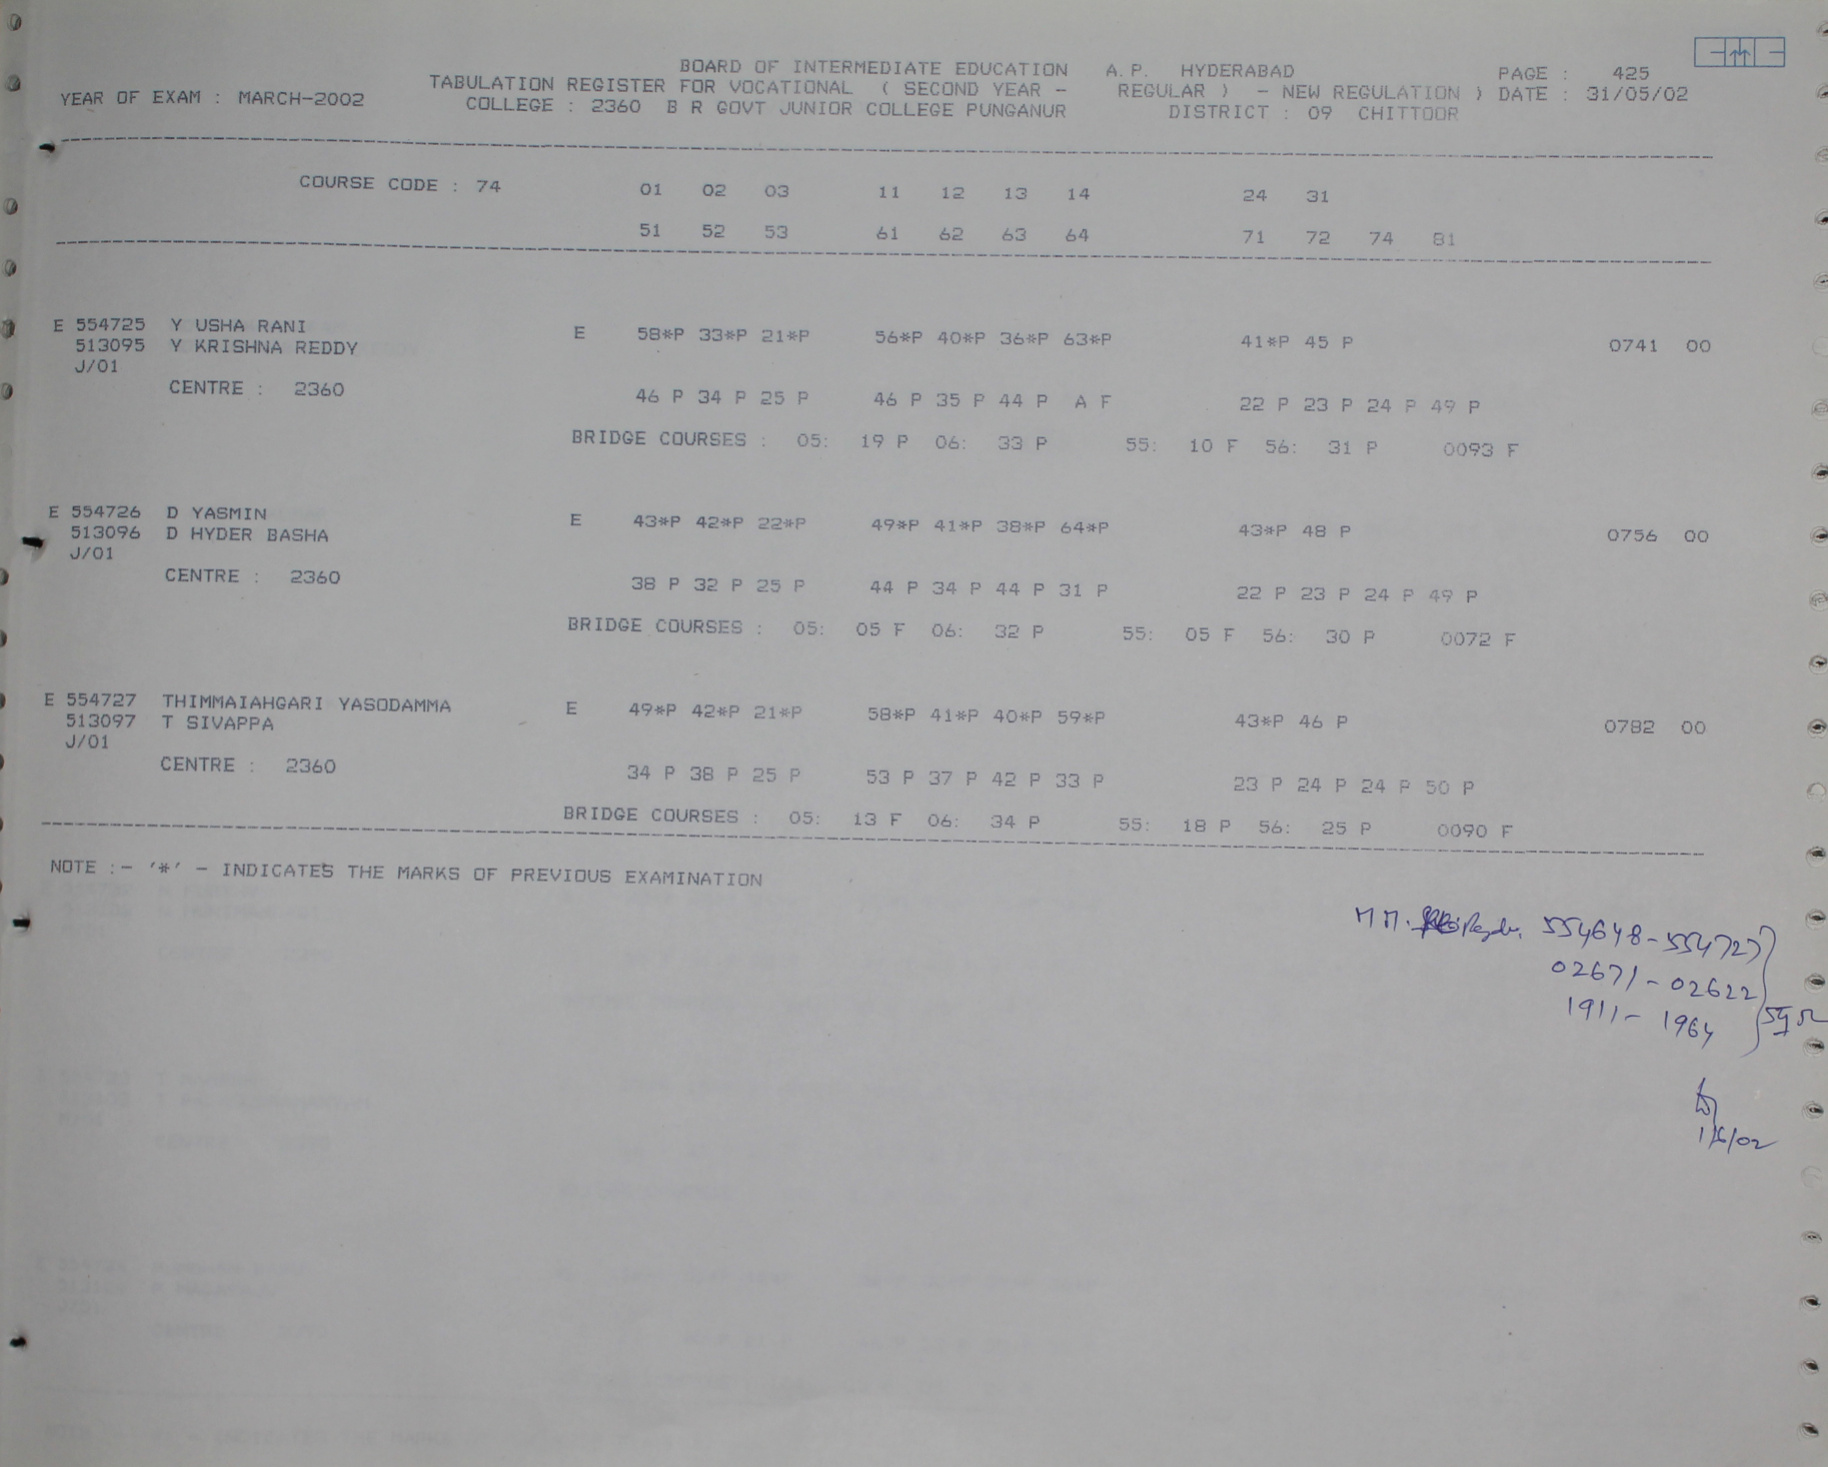 BOARD OF INTERMEDIATE EDUCATION A.P. HYDERABAD PAGE : 425
YEAR OF EXAM : MARCH-2002 TABULATION REGISTER FOR VOCATIONAL ( SECOND YEAR - REGULAR ) - NEW REGULATION ) DATE : 31/05/02
COLLEGE : 2360 B R GOVT JUNIOR COLLEGE PUNGANUR DISTRICT : 09 CHITTOOR
COURSE CODE : 74 01 02 03 11 12 13 14 24 31
51 52 53 61 62 63 64 71 72 74 81
E 554725 Y USHA RANI E 58*P 33*P 21*P 56*P 40*P 36*P 63*P 41*P 45 P 0741 00
513095 Y KRISHNA REDDY
J/01
CENTRE : 2360 46 P 34 P 25 P 46 P 35 P 44 P A F 22 P 23 P 24 P 49 P
BRIDGE COURSES : 05: 19 P 06: 33 P 55: 10 F 56: 31 P 0093 F
E 554726 D YASMIN E 43*P 42*P 22*P 49*P 41*P 38*P 64*P 43*P 48 P 0756 00
513096 D HYDER BASHA
J/01
CENTRE : 2360 38 P 32 P 25 P 44 P 34 P 44 P 31 P 22 P 23 P 24 P 49 P
BRIDGE COURSES : 05: 05 F 06: 32 P 55: 05 F 56: 30 P 0072 F
E 554727 THIMMAIAHGARI YASODAMMA E 49*P 42*P 21*P 58*P 41*P 40*P 59*P 43*P 46 P 0782 00
513097 T SIVAPPA
J/01
CENTRE : 2360 34 P 38 P 25 P 53 P 37 P 42 P 33 P 23 P 24 P 24 P 50 P
BRIDGE COURSES : 05: 13 F 06: 34 P 55: 18 P 56: 25 P 0090 F
NOTE :- '*' - INDICATES THE MARKS OF PREVIOUS EXAMINATION
M M. 554648-554727
02671-02622
1911-1964
1/6/02